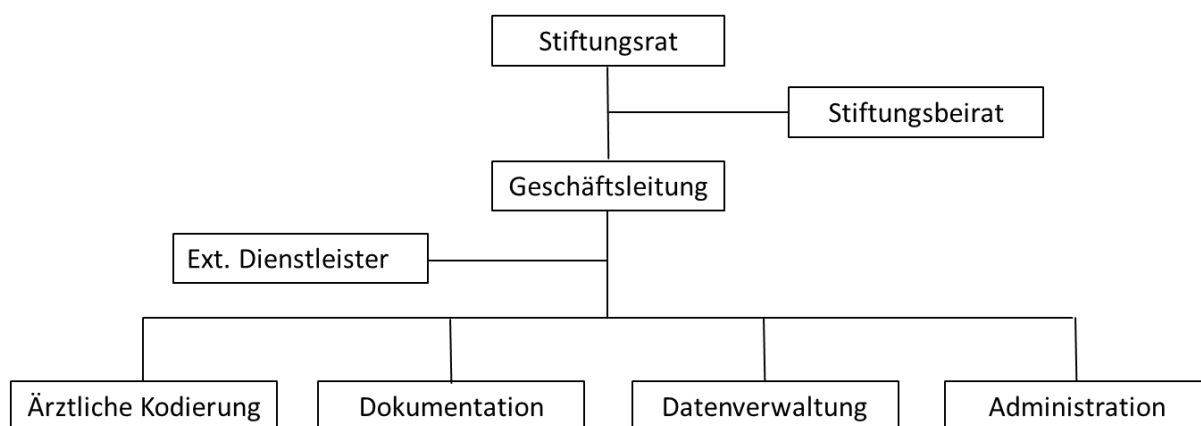 Stiftungsrat
Stiftungsbeirat
Geschäftsleitung
Ext. Dienstleister
Ärztliche Kodierung
Dokumentation
Datenverwaltung
Administration